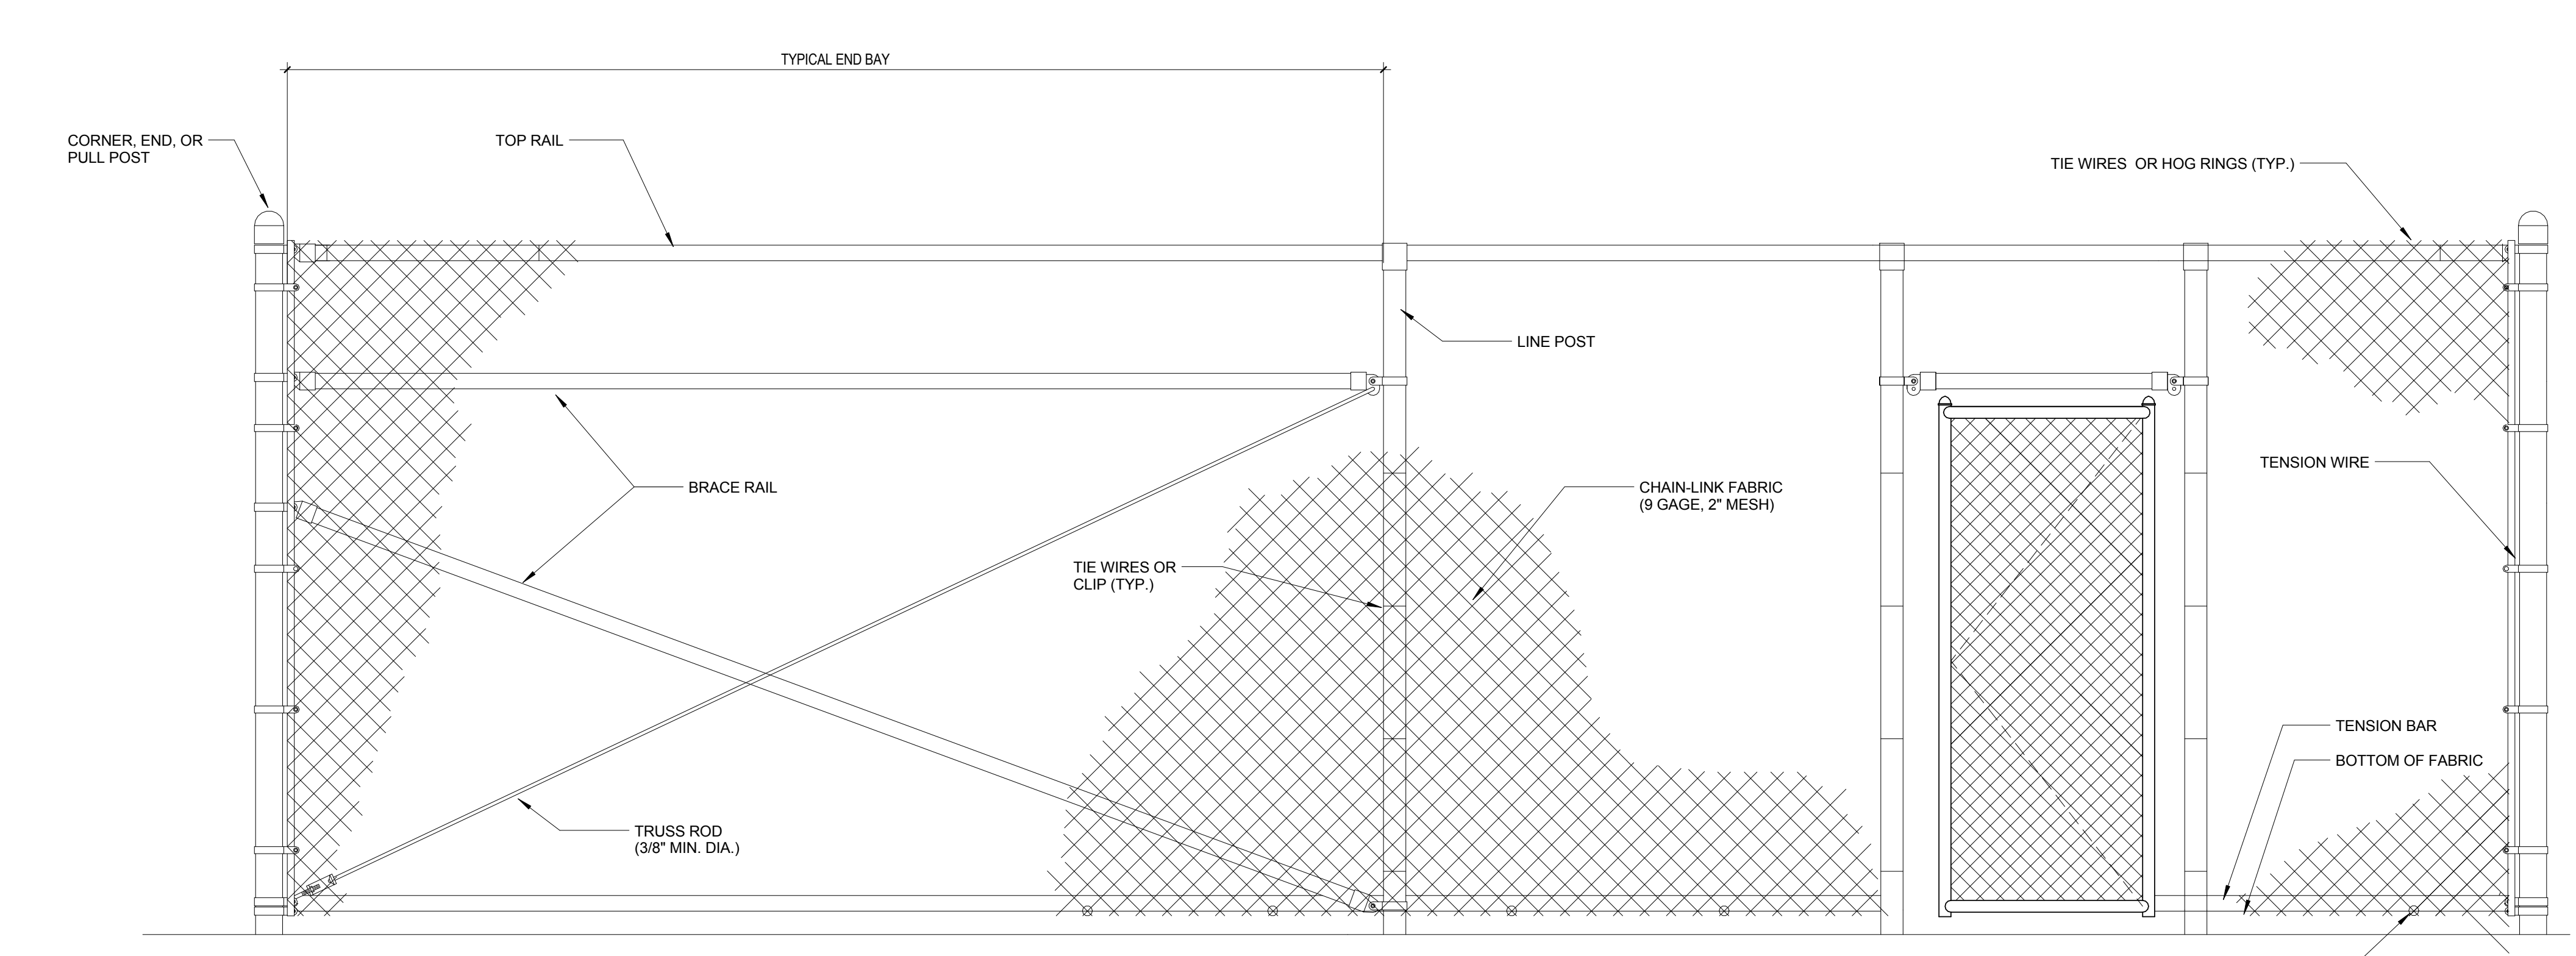 TYPICAL END BAY
CORNER, END, OR
PULL POST
TOP RAIL
TIE WIRES  OR HOG RINGS (TYP.)
LINE POST
BRACE RAIL
CHAIN-LINK FABRIC
(9 GAGE, 2" MESH)
TENSION WIRE
TIE WIRES OR
CLIP (TYP.)
TENSION BAR
BOTTOM OF FABRIC
TRUSS ROD
(3/8" MIN. DIA.)